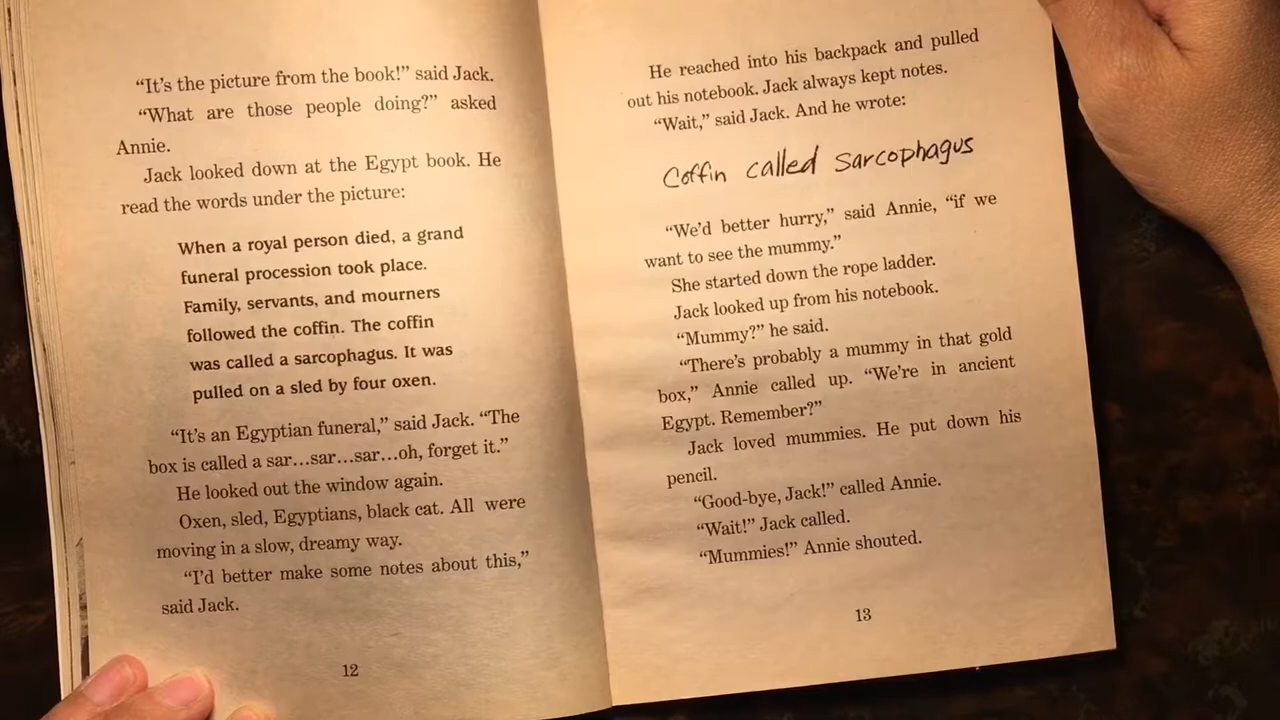 “It’s the picture from the book!” said Jack.
“What are those people doing?” asked
Annie.
Jack looked down at the Egypt book. He
read the words under the picture:
When a royal person died, a grand
funeral procession took place.
Family, servants, and mourners
followed the coffin. The coffin
was called a sarcophagus. It was
pulled on a sled by four oxen.
“It’s an Egyptian funeral,” said Jack. “The
box is called a sar…sar…sar…oh, forget it.”
He looked out the window again.
Oxen, sled, Egyptians, black cat. All were
moving in a slow, dreamy way.
“I’d better make some notes about this,”
said Jack.
12
He reached into his backpack and pulled
out his notebook. Jack always kept notes.
“Wait,” said Jack. And he wrote:
Coffin called sarcophagus
“We’d better hurry,” said Annie, “if we
want to see the mummy.”
She started down the rope ladder.
Jack looked up from his notebook.
“Mummy?” he said.
“There’s probably a mummy in that gold
box,” Annie called up. “We’re in ancient
Egypt. Remember?”
Jack loved mummies. He put down his
pencil.
“Good-bye, Jack!” called Annie.
“Wait!” Jack called.
“Mummies!” Annie shouted.
13